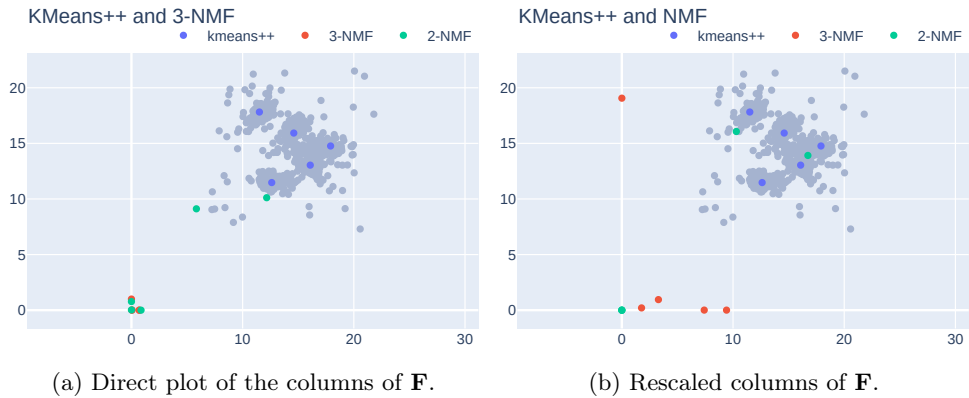 KMeans++ and 3-NMF
kmeans++ 3-NMF 2-NMF
20
15
10
5
0
0 10 20 30
(a) Direct plot of the columns of F.
KMeans++ and NMF
kmeans++ 3-NMF 2-NMF
20
15
10
5
0
0 10 20 30
(b) Rescaled columns of F.